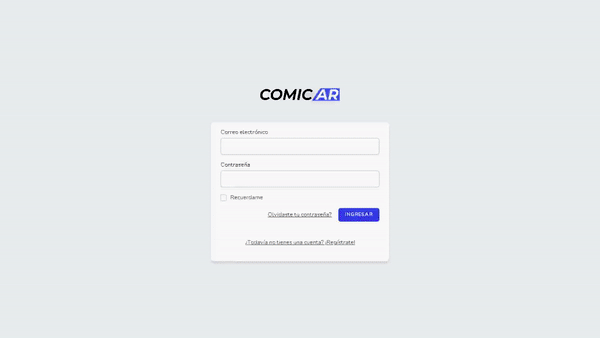 COMICAR
Correo electrónico
Contraseña
Recuerdame
Olvidaste tu contraseña? INGRESAR
¿Todavía no tienes una cuenta? ¡Regístrate!